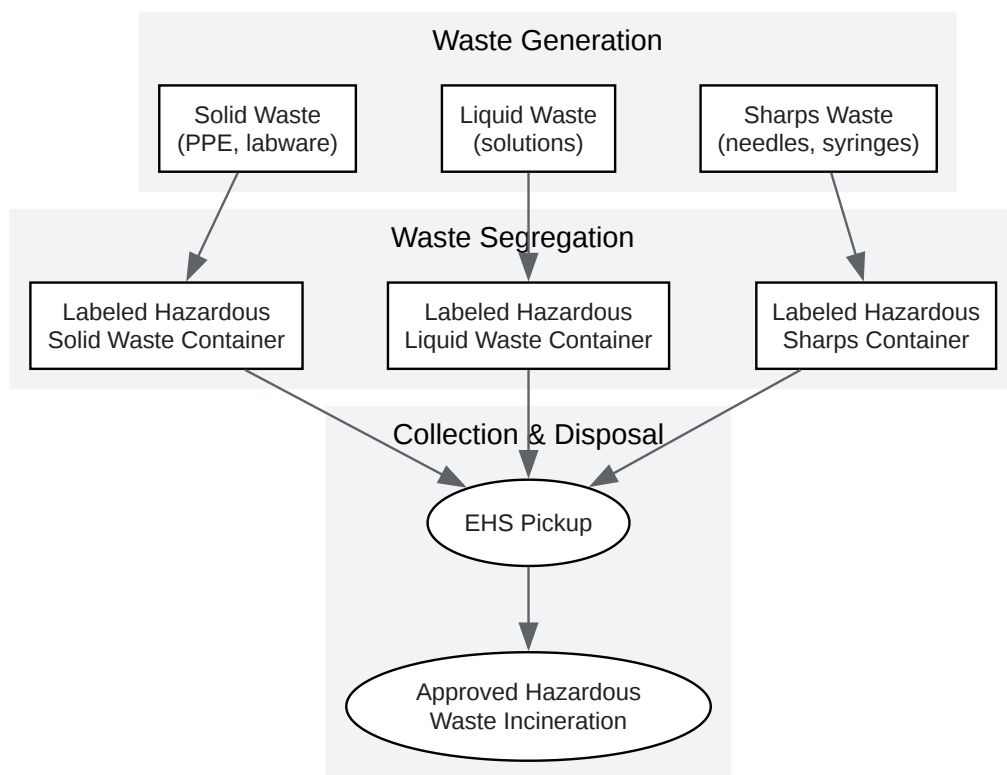 Waste Generation
Solid Waste
(PPE, labware)
Liquid Waste
(solutions)
Sharps Waste
(needles, syringes)
Waste Segregation
Labeled Hazardous
Solid Waste Container
Labeled Hazardous
Liquid Waste Container
Labeled Hazardous
Sharps Container
Collection & Disposal
EHS Pickup
Approved Hazardous
Waste Incineration